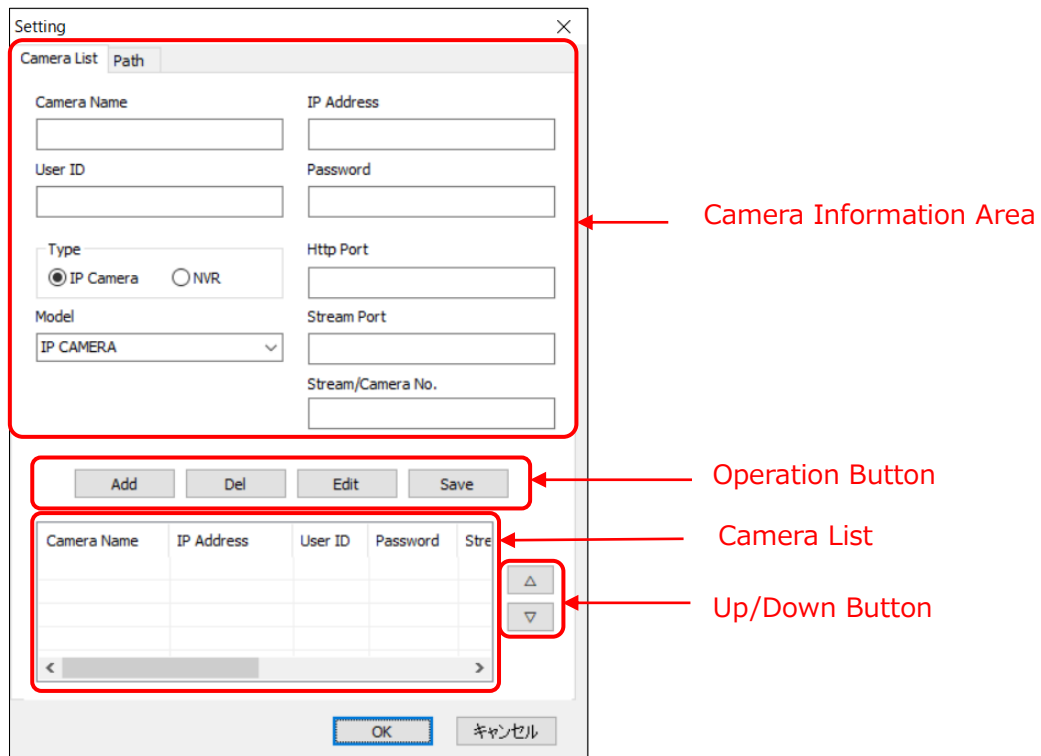 Setting
Camera List Path
Camera Name IP Address
User ID Password
Camera Information Area
Type Http Port
IP Camera NVR
Model Stream Port
IP CAMERA
Stream/Camera No.
Add Del Edit Save
Operation Button
Camera List
Camera Name IP Address User ID Password Stre
Up/Down Button
OK キャンセル